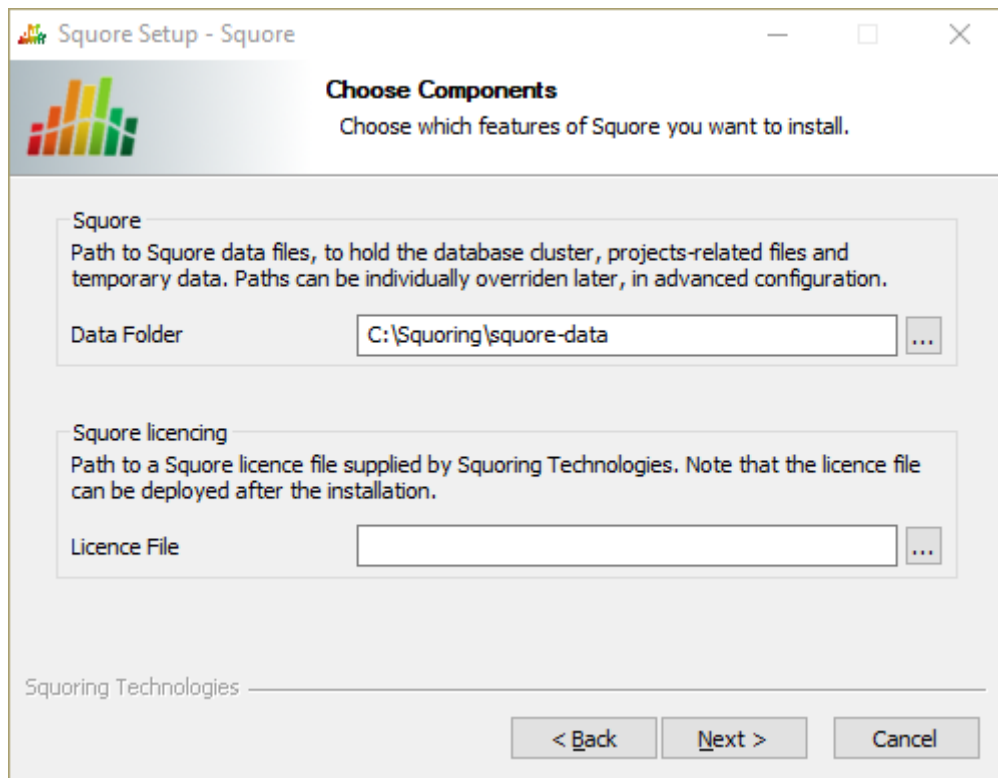 Squore Setup - Squore
Choose Components
Choose which features of Squore you want to install.
Squore
Path to Squore data files, to hold the database cluster, projects-related files and
temporary data. Paths can be individually overriden later, in advanced configuration.
Data Folder
C:\Squoring\squore-data
...
Squore licencing
Path to a Squore licence file supplied by Squoring Technologies. Note that the licence file
can be deployed after the installation.
Licence File
...
Squoring Technologies
< Back
Next >
Cancel